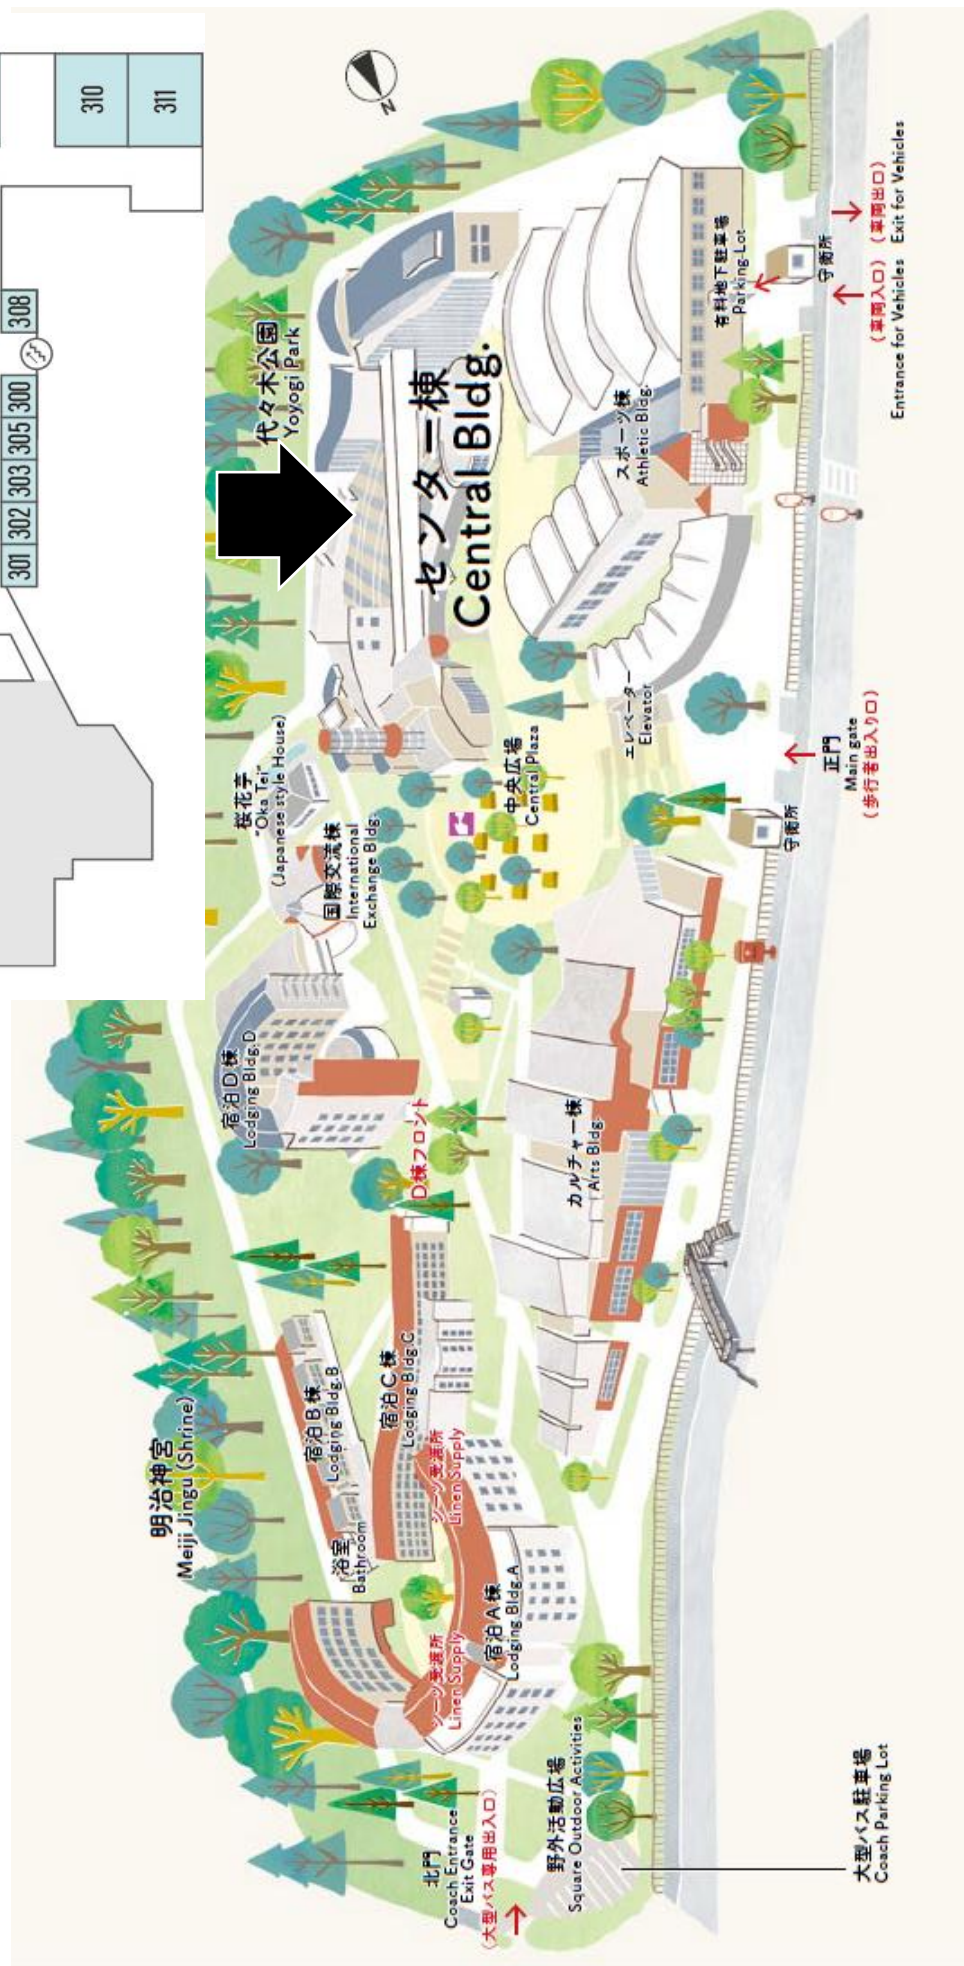 310
311
308
300
305
303
302
301
N
代々木公園
Yoyogi Park
センター棟
Central Bldg.
有料地下駐車場
Parking-Lot
守衛所
(車両出口)
Exit for Vehicles
(車両入口)
Entrance for Vehicles
スポーツ棟
Athletic Bldg.
エレベーター
Elevator
正門
Main gate
(歩行者出入り口)
守衛所
中央広場
Central Plaza
桜花亭
"Oka Tei"
(Japanese style House)
国際交流棟
International
Exchange Bldg.
宿泊D棟
Lodging Bldg.D
D棟フロント
カルチャー棟
Arts Bldg.
明治神宮
Meiji Jingu (Shrine)
宿泊B棟
Lodging Bldg.B
宿泊C棟
Lodging Bldg.C
浴室
Bathroom
シーツ受渡所
Linen Supply
宿泊A棟
Lodging Bldg.A
シーツ受渡所
Linen Supply
北門
Coach Entrance
Exit Gate
(大型バス専用出入口)
野外活動広場
Square Outdoor Activities
大型バス駐車場
Coach Parking Lot